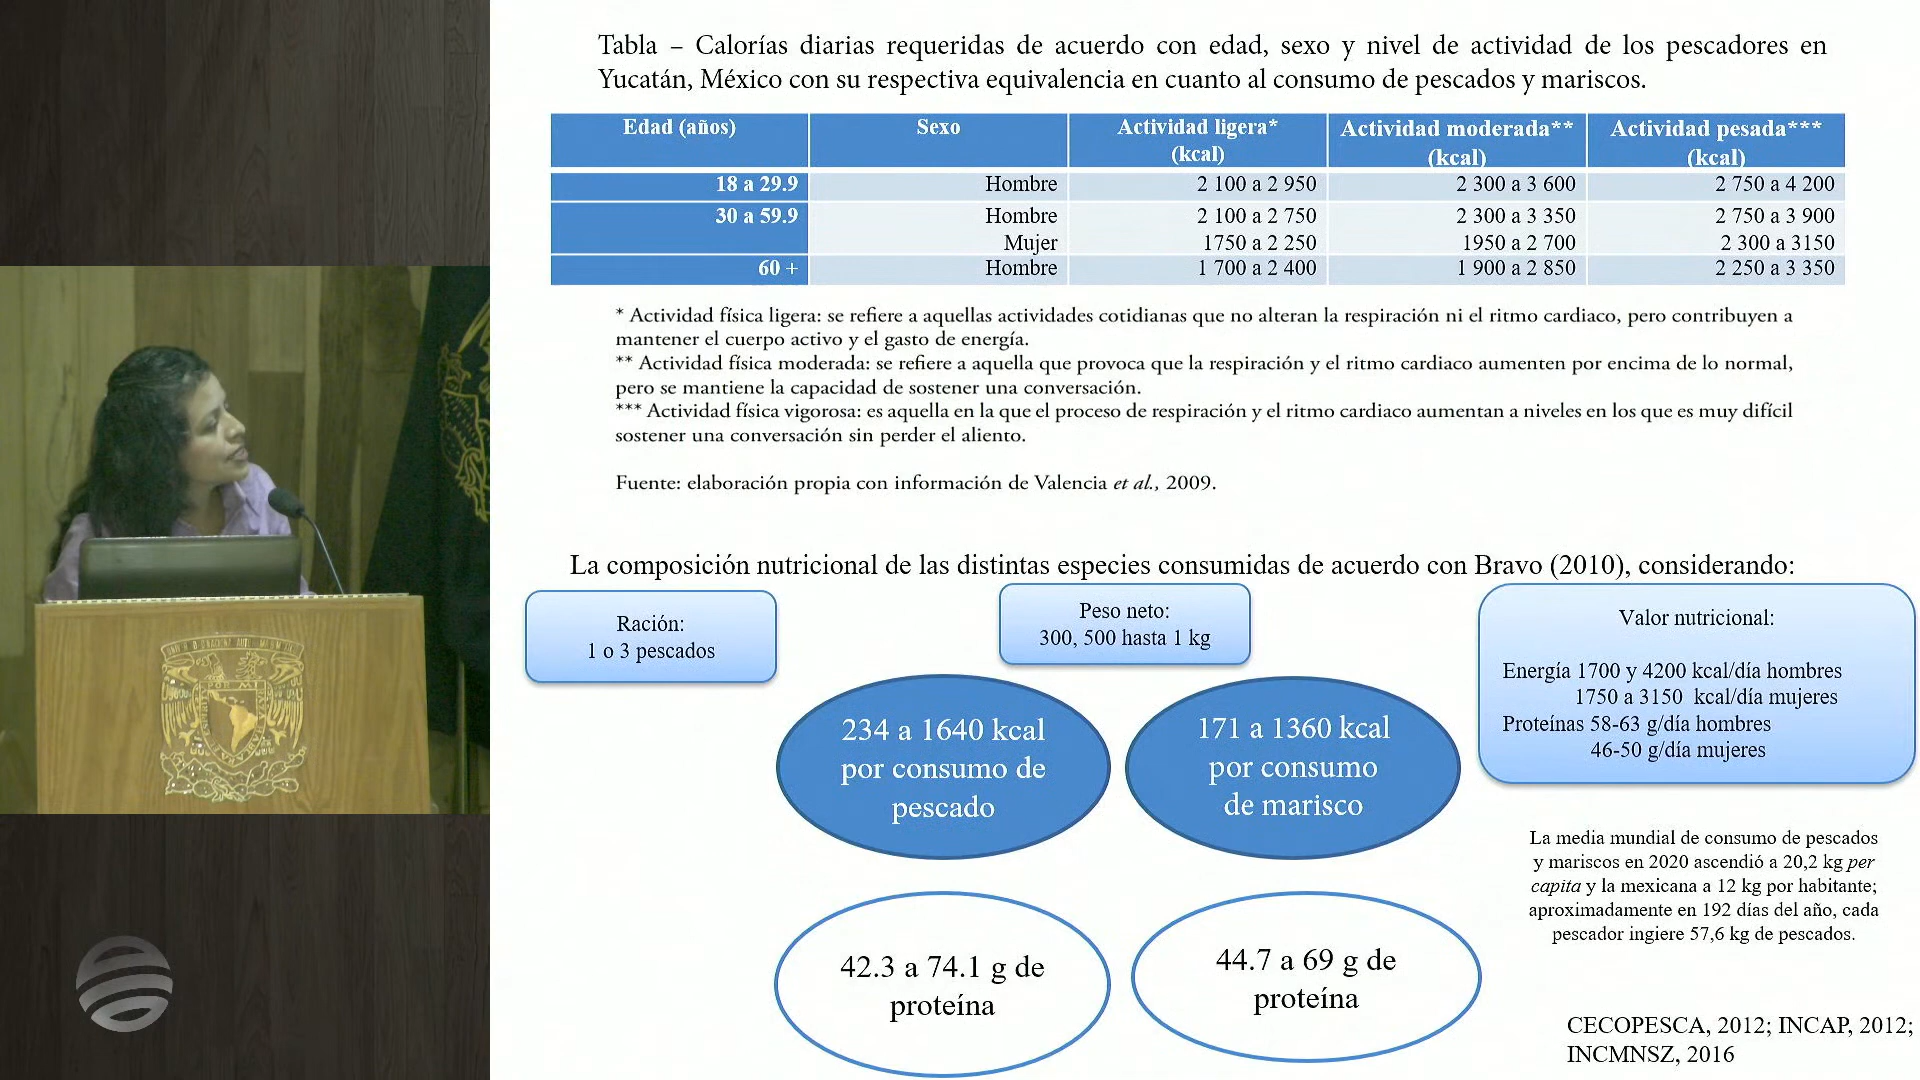 Tabla – Calorías diarias requeridas de acuerdo con edad, sexo y nivel de actividad de los pescadores en
Yucatán, México con su respectiva equivalencia en cuanto al consumo de pescados y mariscos.
Edad (años) Sexo Actividad ligera* (kcal) Actividad moderada** (kcal) Actividad pesada*** (kcal)
18 a 29.9 Hombre 2 100 a 2 950 2 300 a 3 600 2 750 a 4 200
30 a 59.9 Hombre 2 100 a 2 750 2 300 a 3 350 2 750 a 3 900
Mujer 1750 a 2 250 1950 a 2 700 2 300 a 3150
60 + Hombre 1 700 a 2 400 1 900 a 2 850 2 250 a 3 350
* Actividad física ligera: se refiere a aquellas actividades cotidianas que no alteran la respiración ni el ritmo cardiaco, pero contribuyen a
mantener el cuerpo activo y el gasto de energía.
** Actividad física moderada: se refiere a aquella que provoca que la respiración y el ritmo cardiaco aumenten por encima de lo normal,
pero se mantiene la capacidad de sostener una conversación.
*** Actividad física vigorosa: es aquella en la que el proceso de respiración y el ritmo cardiaco aumentan a niveles en los que es muy difícil
sostener una conversación sin perder el aliento.
Fuente: elaboración propia con información de Valencia et al., 2009.
La composición nutricional de las distintas especies consumidas de acuerdo con Bravo (2010), considerando:
Ración:
1 o 3 pescados
Peso neto:
300, 500 hasta 1 kg
Valor nutricional:
Energía 1700 y 4200 kcal/día hombres
1750 a 3150 kcal/día mujeres
Proteínas 58-63 g/día hombres
46-50 g/día mujeres
234 a 1640 kcal
por consumo de
pescado
171 a 1360 kcal
por consumo
de marisco
La media mundial de consumo de pescados
y mariscos en 2020 ascendió a 20,2 kg per
capita y la mexicana a 12 kg por habitante;
aproximadamente en 192 días del año, cada
pescador ingiere 57,6 kg de pescados.
42.3 a 74.1 g de
proteína
44.7 a 69 g de
proteína
CECOPESCA, 2012; INCAP, 2012;
INCMNSZ, 2016